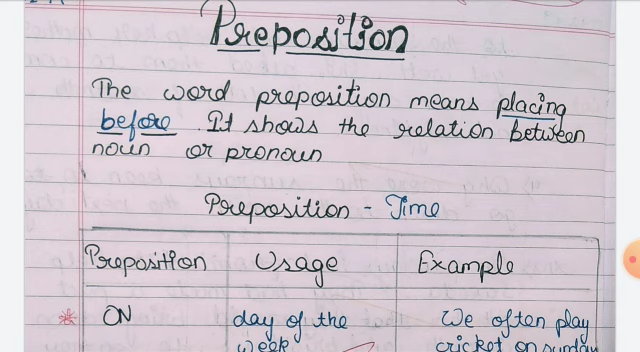 Preposition
The word preposition means placing
before. It shows the relation between
noun or pronoun
Preposition - Time
Preposition Usage Example
* ON day of the We often play
week cricket on sunday